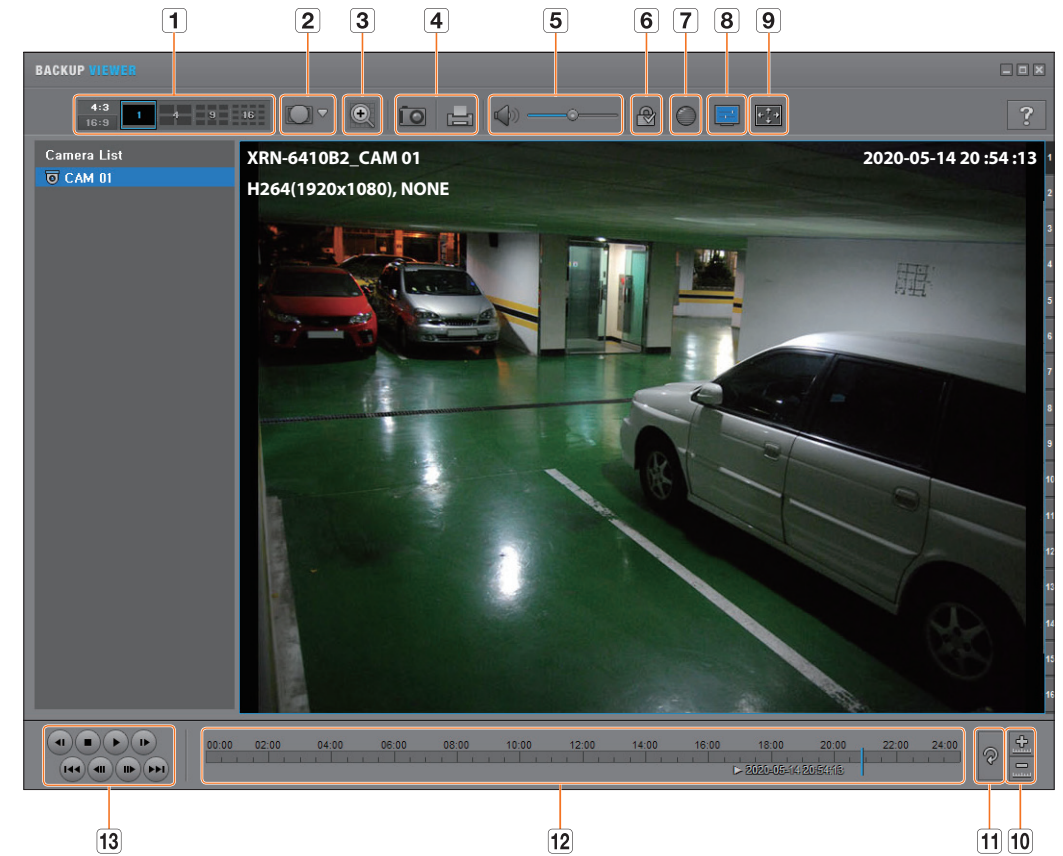 1 2 3 4 5 6 7 8 9
BACKUP VIEWER
4:3
16:9
1 4 9 16
?
Camera List
CAM 01
XRN-6410B2_CAM 01
2020-05-14 20 :54 :13
H264(1920x1080), NONE
1
2
3
4
5
6
7
8
9
10
11
12
13
14
15
16
00:00 02:00 04:00 06:00 08:00 10:00 12:00 14:00 16:00 18:00 20:00 22:00 24:00
2020-05-14 20:54:13
13 12 11 10